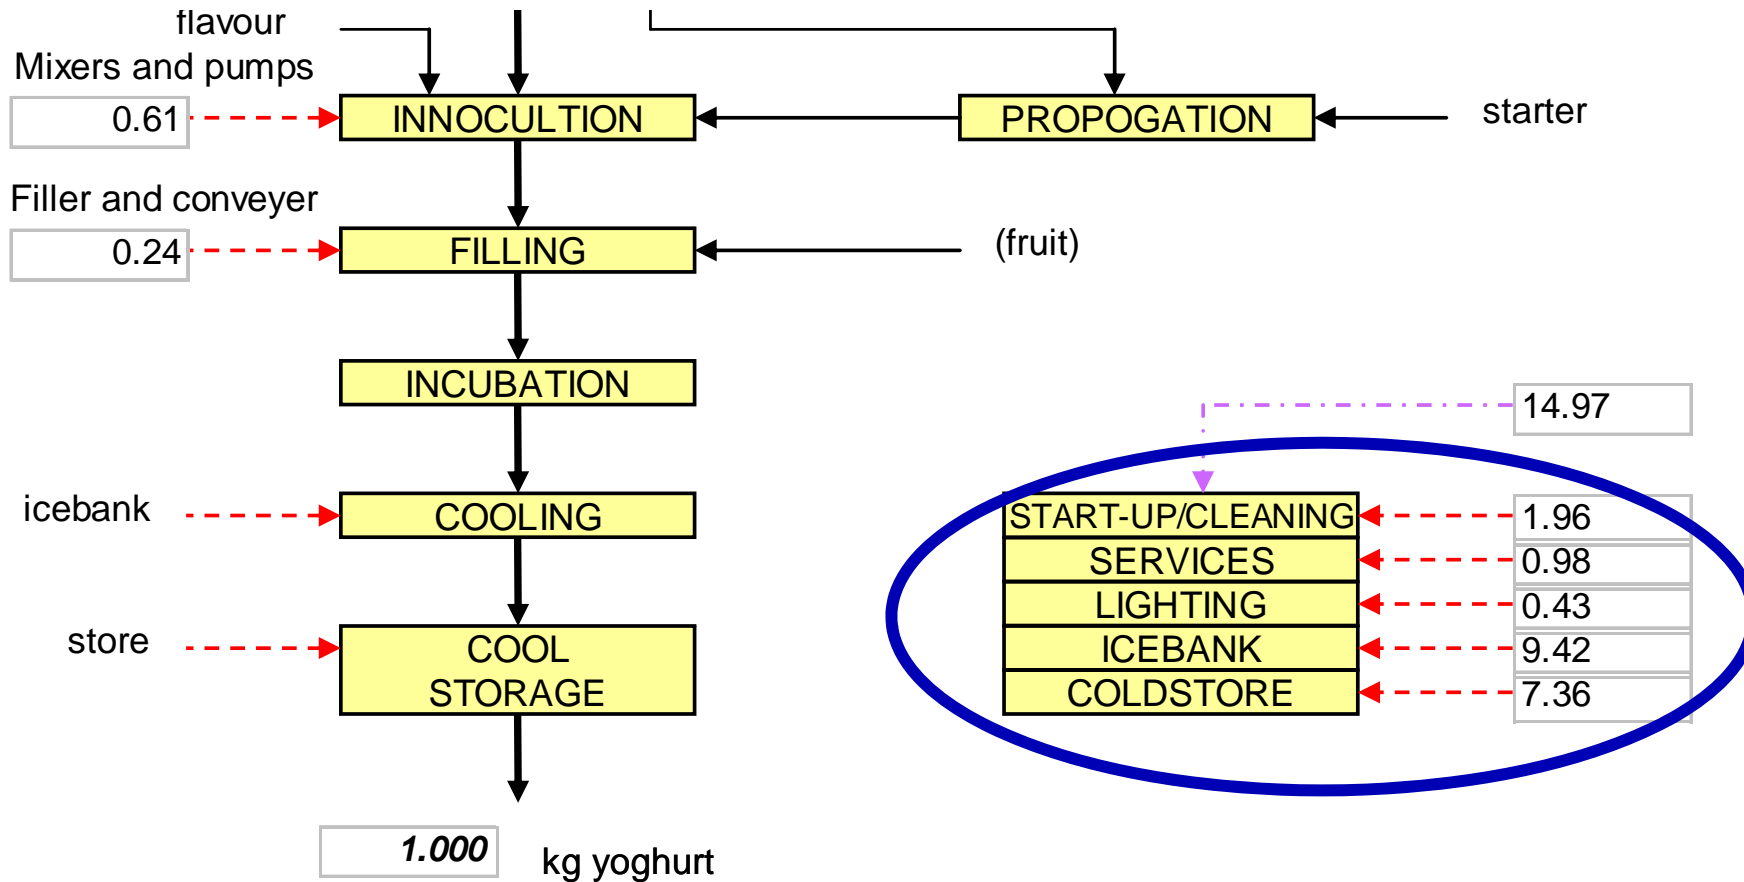 flavour
Mixers and pumps
0.61
INNOCULTION
PROPOGATION
starter
Filler and conveyer
0.24
FILLING
(fruit)
INCUBATION
14.97
icebank
COOLING
START-UP/CLEANING
1.96
SERVICES
0.98
LIGHTING
0.43
store
COOL
STORAGE
ICEBANK
9.42
COLDSTORE
7.36
1.000
kg yoghurt